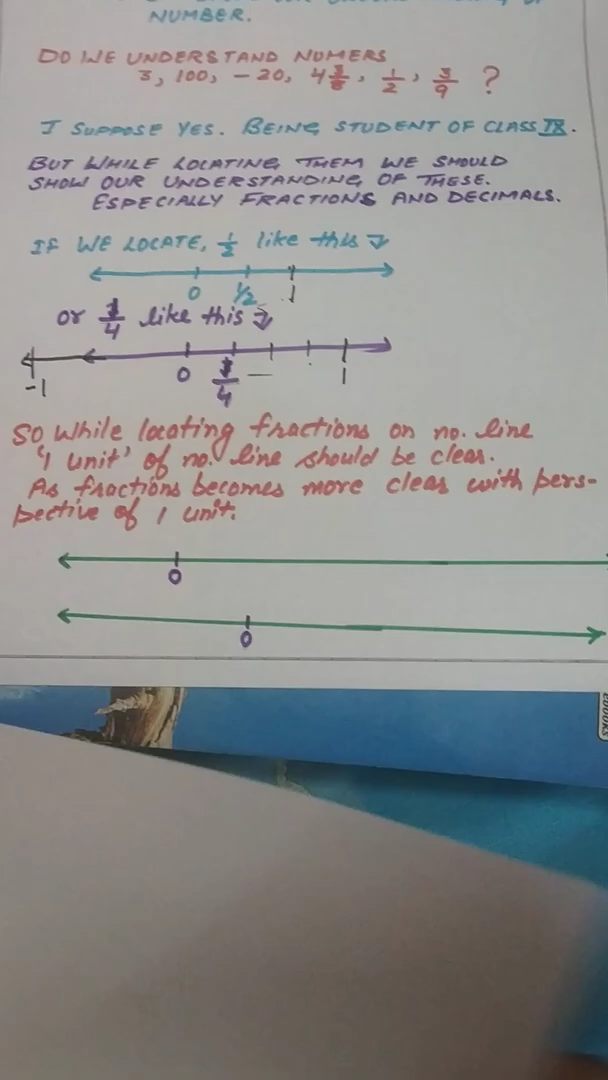 NUMBER.
DO WE UNDERSTAND NUMERS
3, 100, -20, 4 3/8, 1/2, 3/9 ?
I SUPPOSE YES. BEING STUDENT OF CLASS IX.
BUT WHILE LOCATING THEM WE SHOULD
SHOW OUR UNDERSTANDING OF THESE.
ESPECIALLY FRACTIONS AND DECIMALS.
IF WE LOCATE, 1/2 like this
0 1/2 1
or /4 like this
-1 0 /4 1
So while locating fractions on no. line
'1 unit' of no. line should be clear.
As fractions becomes more clear with pers-
pective of 1 unit.
0
0